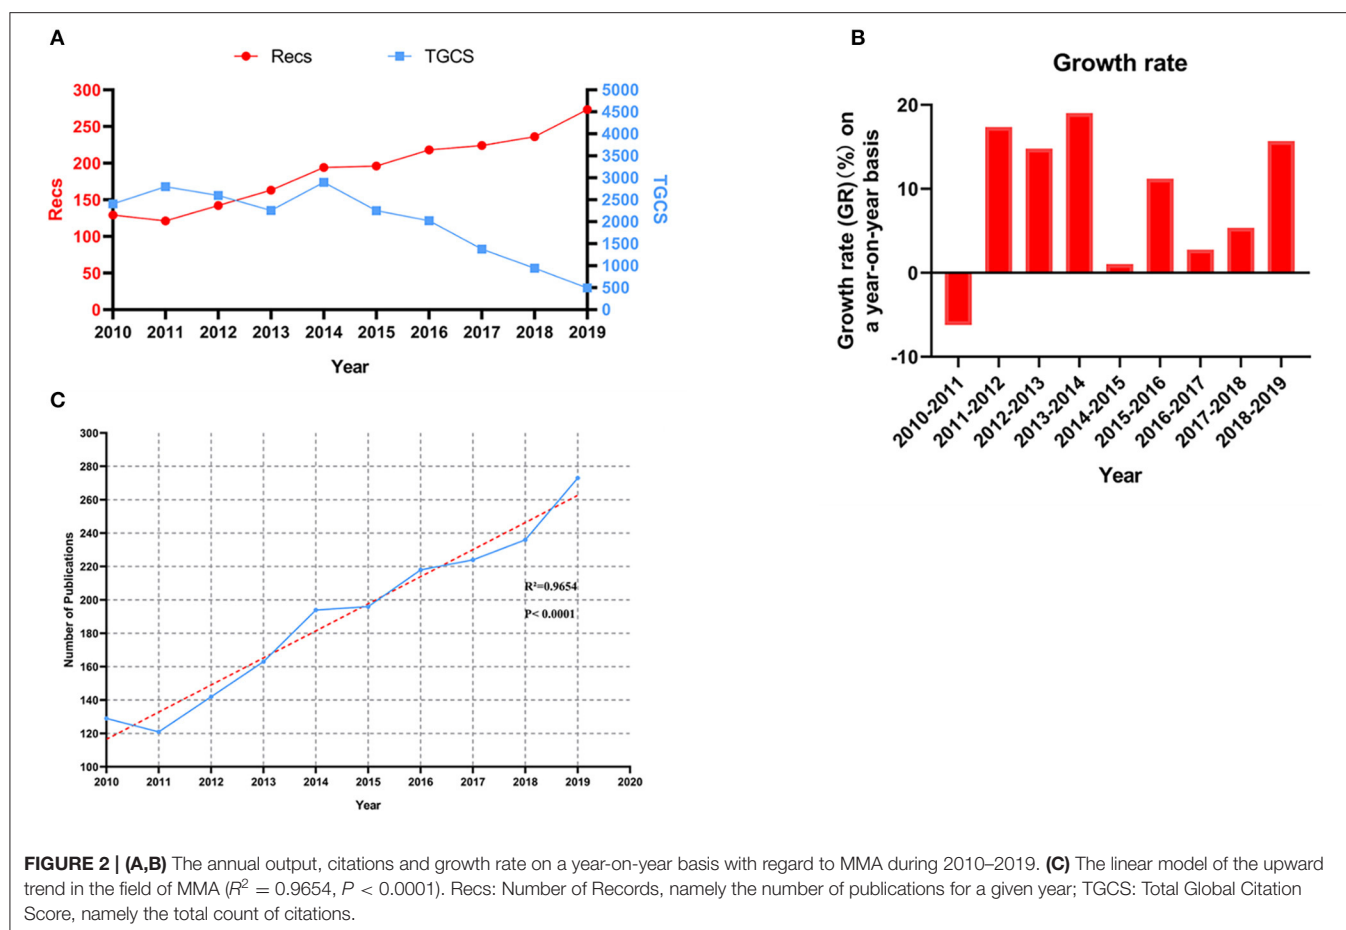 A
Recs
TGCS
300
250
200
150
100
50
0
Recs
5000
4500
4000
3500
3000
2500
2000
1500
1000
500
0
TGCS
2010 2011 2012 2013 2014 2015 2016 2017 2018 2019
Year
B
Growth rate
Growth rate (GR)(%) on
a year-on-year basis
20
10
0
-10
2010-2011
2011-2012
2012-2013
2013-2014
2014-2015
2015-2016
2016-2017
2017-2018
2018-2019
Year
C
Number of Publications
300
280
260
240
220
200
180
160
140
120
100
R²=0.9654
P< 0.0001
2010 2011 2012 2013 2014 2015 2016 2017 2018 2019 2020
Year
FIGURE 2 | (A,B) The annual output, citations and growth rate on a year-on-year basis with regard to MMA during 2010–2019. (C) The linear model of the upward
trend in the field of MMA (R² = 0.9654, P < 0.0001). Recs: Number of Records, namely the number of publications for a given year; TGCS: Total Global Citation
Score, namely the total count of citations.